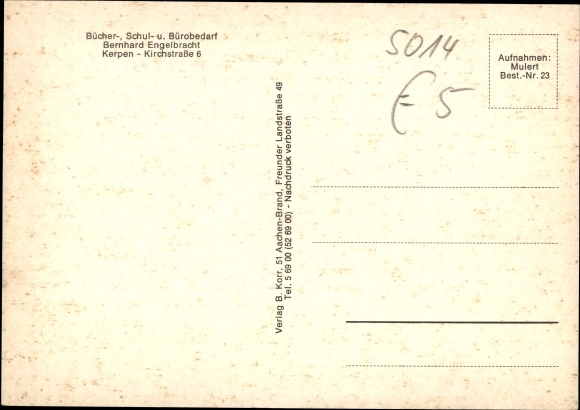 Bücher-, Schul- u. Bürobedarf
Bernhard Engelbracht
Kerpen - Kirchstraße 6
5014
€ 5
Aufnahmen:
Mulert
Best.-Nr. 23
Verlag B. Korr, 51 Aachen-Brand, Freunder Landstraße 49
Tel. 5 69 00 (52 69 00) - Nachdruck verboten